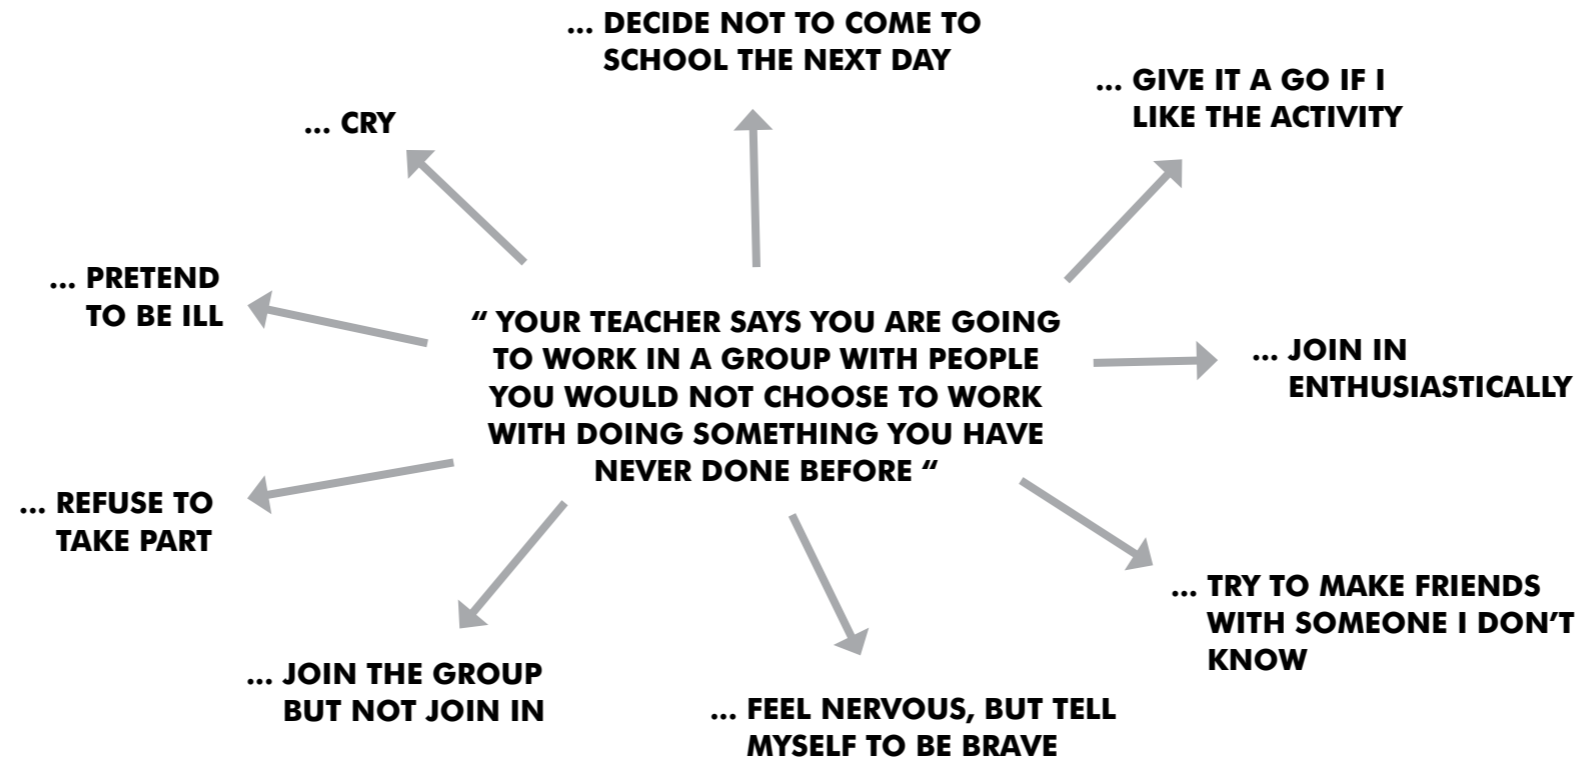 ... DECIDE NOT TO COME TO
SCHOOL THE NEXT DAY
... GIVE IT A GO IF I
LIKE THE ACTIVITY
... CRY
... PRETEND
TO BE ILL
“ YOUR TEACHER SAYS YOU ARE GOING
TO WORK IN A GROUP WITH PEOPLE
YOU WOULD NOT CHOOSE TO WORK
WITH DOING SOMETHING YOU HAVE
NEVER DONE BEFORE “
... JOIN IN
ENTHUSIASTICALLY
... REFUSE TO
TAKE PART
... TRY TO MAKE FRIENDS
WITH SOMEONE I DON’T
KNOW
... JOIN THE GROUP
BUT NOT JOIN IN
... FEEL NERVOUS, BUT TELL
MYSELF TO BE BRAVE